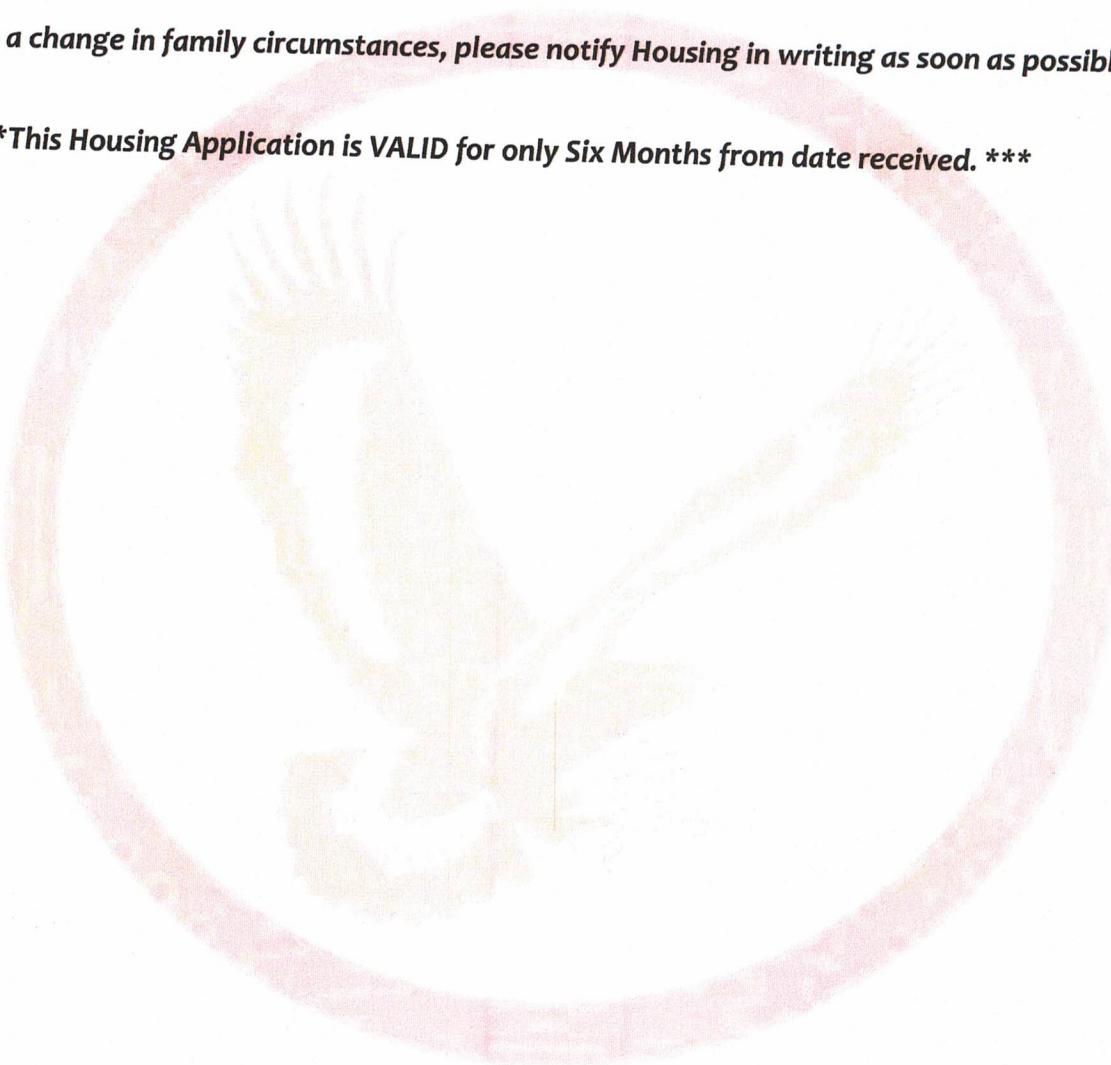 a change in family circumstances, please notify Housing in writing as soon as possibl
*This Housing Application is VALID for only Six Months from date received. ***